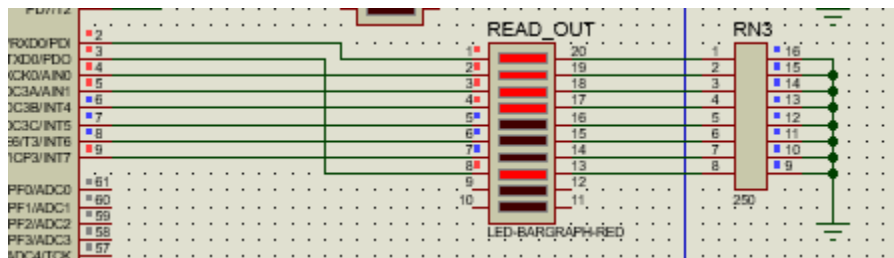 READ_OUT
RN3
2
RXD0/PDI
3
TXD0/PDO
4
XCK0/AIN0
5
OC3A/AIN1
6
OC3B/INT4
7
OC3C/INT5
8
E6/T3/INT6
9
ICP3/INT7
61
PF0/ADC0
60
PF1/ADC1
59
PF2/ADC2
58
PF3/ADC3
57
1 20
2 19
3 18
4 17
5 16
6 15
7 14
8 13
9 12
10 11
LED-BARGRAPH-RED
1 16
2 15
3 14
4 13
5 12
6 11
7 10
8 9
250